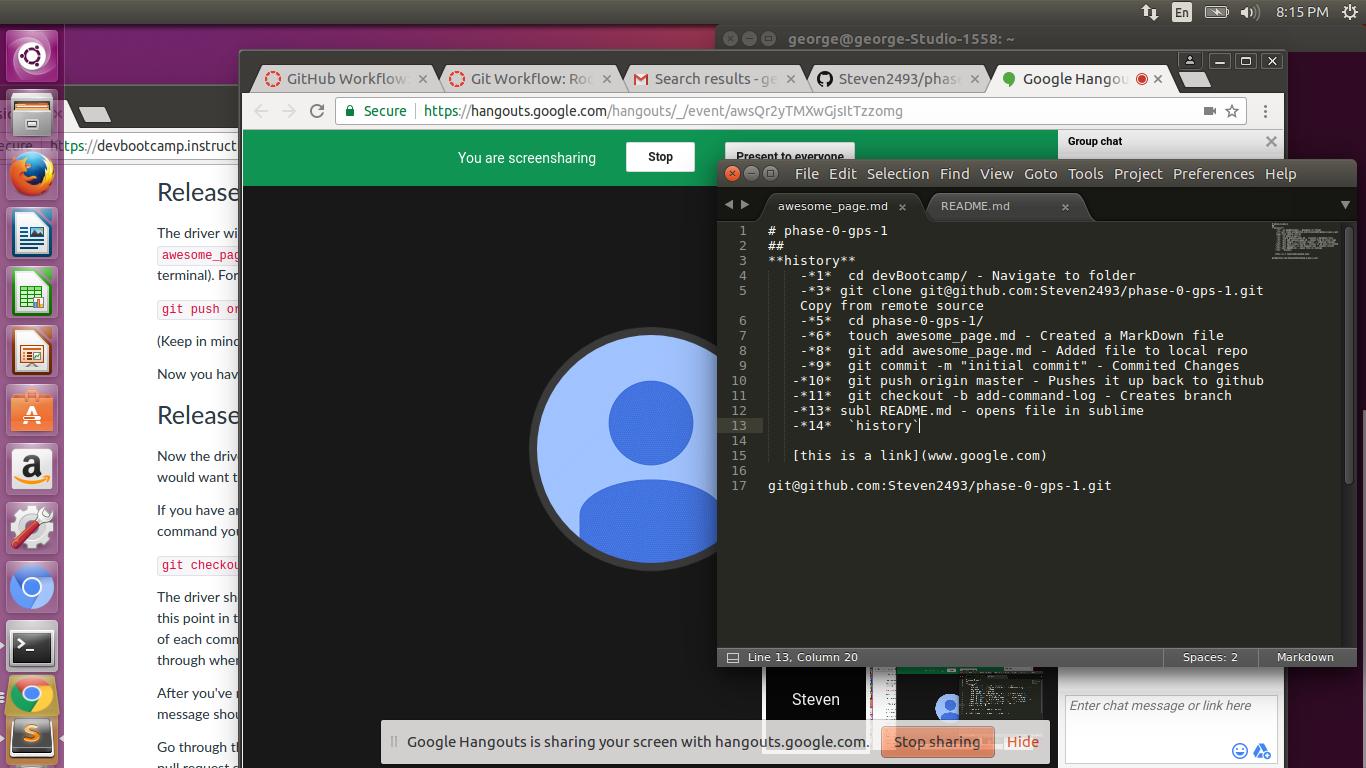 En
8:15 PM
george@george-Studio-1558: ~
GitHub Workflow:
Git Workflow: Roc
Search results - ge
Steven2493/phase
Google Hangou
Secure
https://hangouts.google.com/hangouts/_/event/awsQr2yTMXwGjsItTzzomg
ecure
https://devbootcamp.instruct
You are screensharing
Stop
Present to everyone
Group chat
Release
The driver wi
awesome_pag
terminal). For
git push or
(Keep in mind
Now you hav
Release
Now the driv
would want t
If you have an
command you
git checkou
The driver sh
this point in t
of each comm
through wher
After you've r
message shou
Go through th
pull request
File Edit Selection Find View Goto Tools Project Preferences Help
awesome_page.md
README.md
1 # phase-0-gps-1
2 ##
3 **history**
4 -*1*  cd devBootcamp/ - Navigate to folder
5 -*3* git clone git@github.com:Steven2493/phase-0-gps-1.git
Copy from remote source
6 -*5*  cd phase-0-gps-1/
7 -*6*  touch awesome_page.md - Created a MarkDown file
8 -*8*  git add awesome_page.md - Added file to local repo
9 -*9*  git commit -m "initial commit" - Commited Changes
10 -*10*  git push origin master - Pushes it up back to github
11 -*11*  git checkout -b add-command-log - Creates branch
12 -*13* subl README.md - opens file in sublime
13 -*14*  `history`
14
15 [this is a link](www.google.com)
16
17 git@github.com:Steven2493/phase-0-gps-1.git
Line 13, Column 20
Spaces: 2
Markdown
Steven
Enter chat message or link here
Google Hangouts is sharing your screen with hangouts.google.com.
Stop sharing
Hide